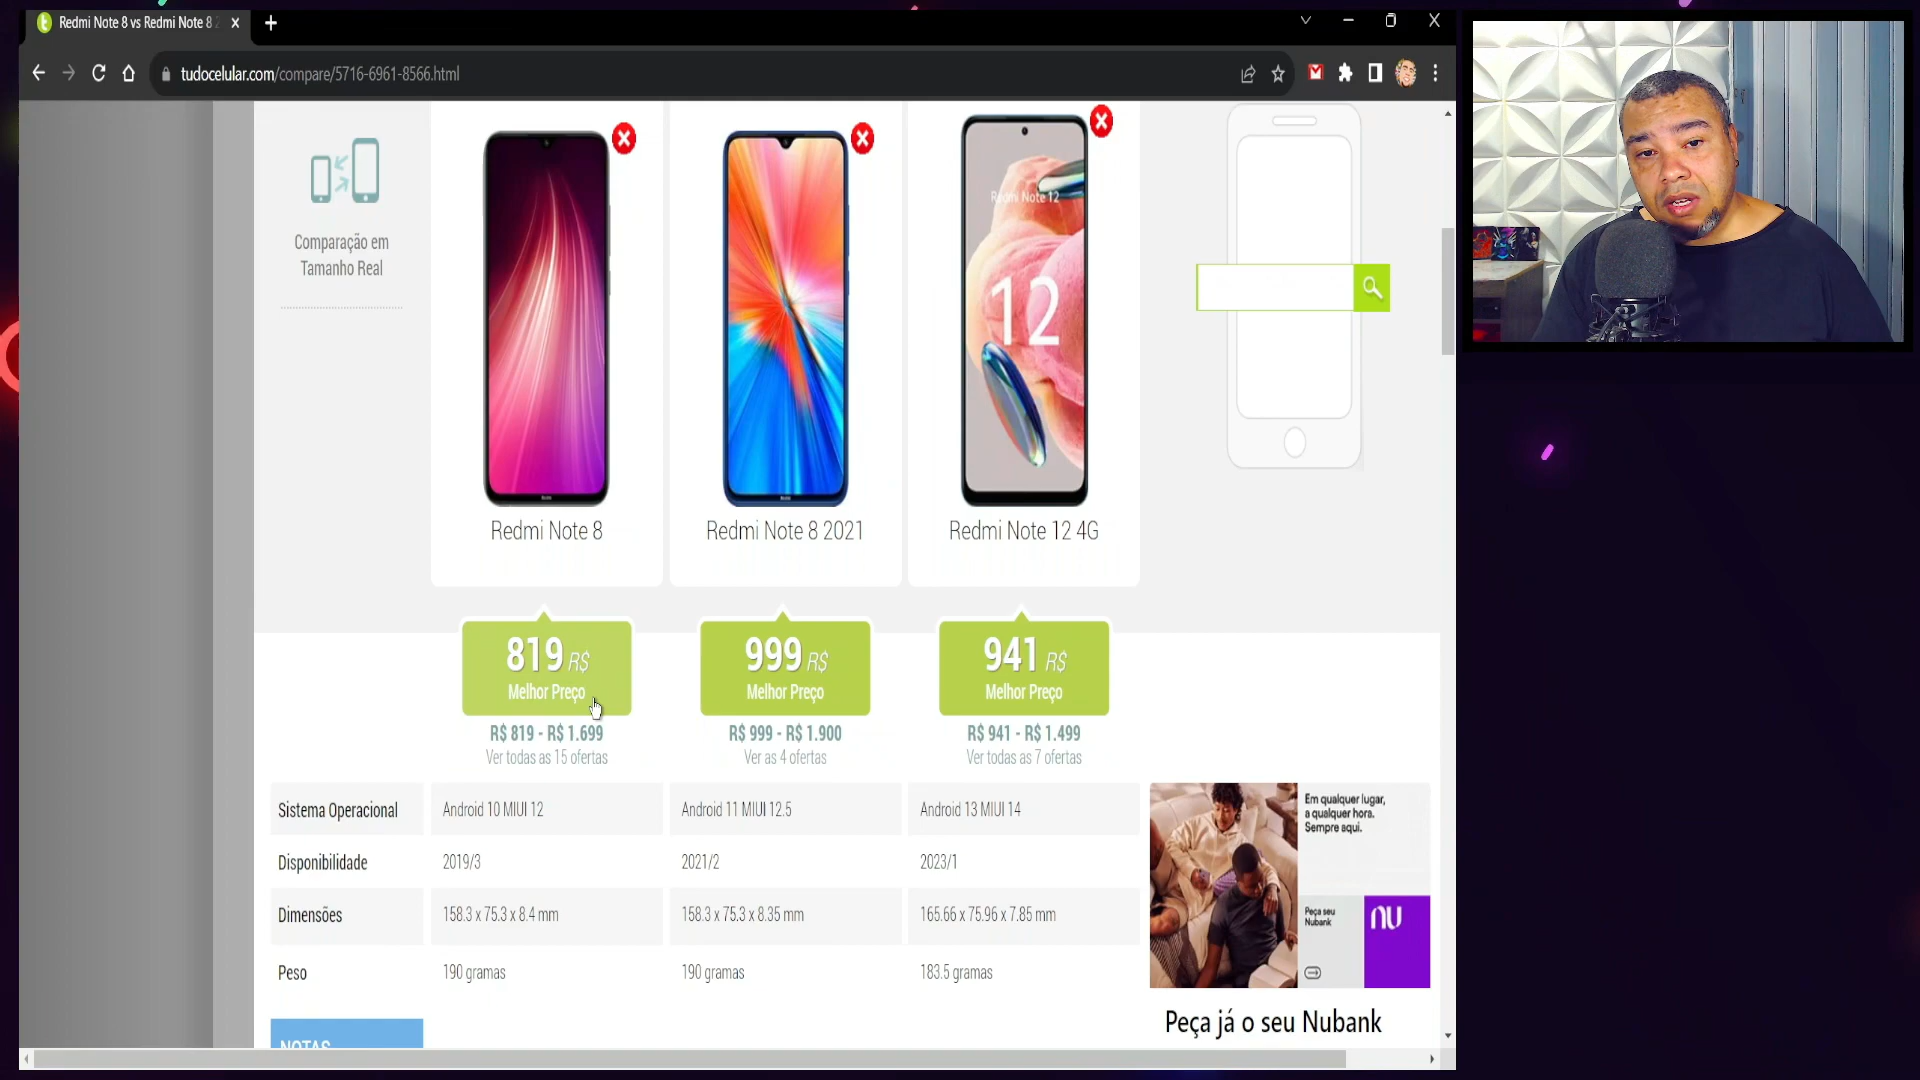 Redmi Note 8 vs Redmi Note 8 2
tudocelular.com/compare/5716-6961-8566.html
Comparação em
Tamanho Real
Redmi Note 12
12
Redmi Note 8
Redmi Note 8 2021
Redmi Note 12 4G
819 R$
Melhor Preço
999 R$
Melhor Preço
941 R$
Melhor Preço
R$ 819 - R$ 1.699
Ver todas as 15 ofertas
R$ 999 - R$ 1.900
Ver as 4 ofertas
R$ 941 - R$ 1.499
Ver todas as 7 ofertas
Sistema Operacional
Android 10 MIUI 12
Android 11 MIUI 12.5
Android 13 MIUI 14
Disponibilidade
2019/3
2021/2
2023/1
Dimensões
158.3 x 75.3 x 8.4 mm
158.3 x 75.3 x 8.35 mm
165.66 x 75.96 x 7.85 mm
Peso
190 gramas
190 gramas
183.5 gramas
Em qualquer lugar,
a qualquer hora.
Sempre aqui.
Peça seu
Nubank
nu
Peça já o seu Nubank
NOTAS